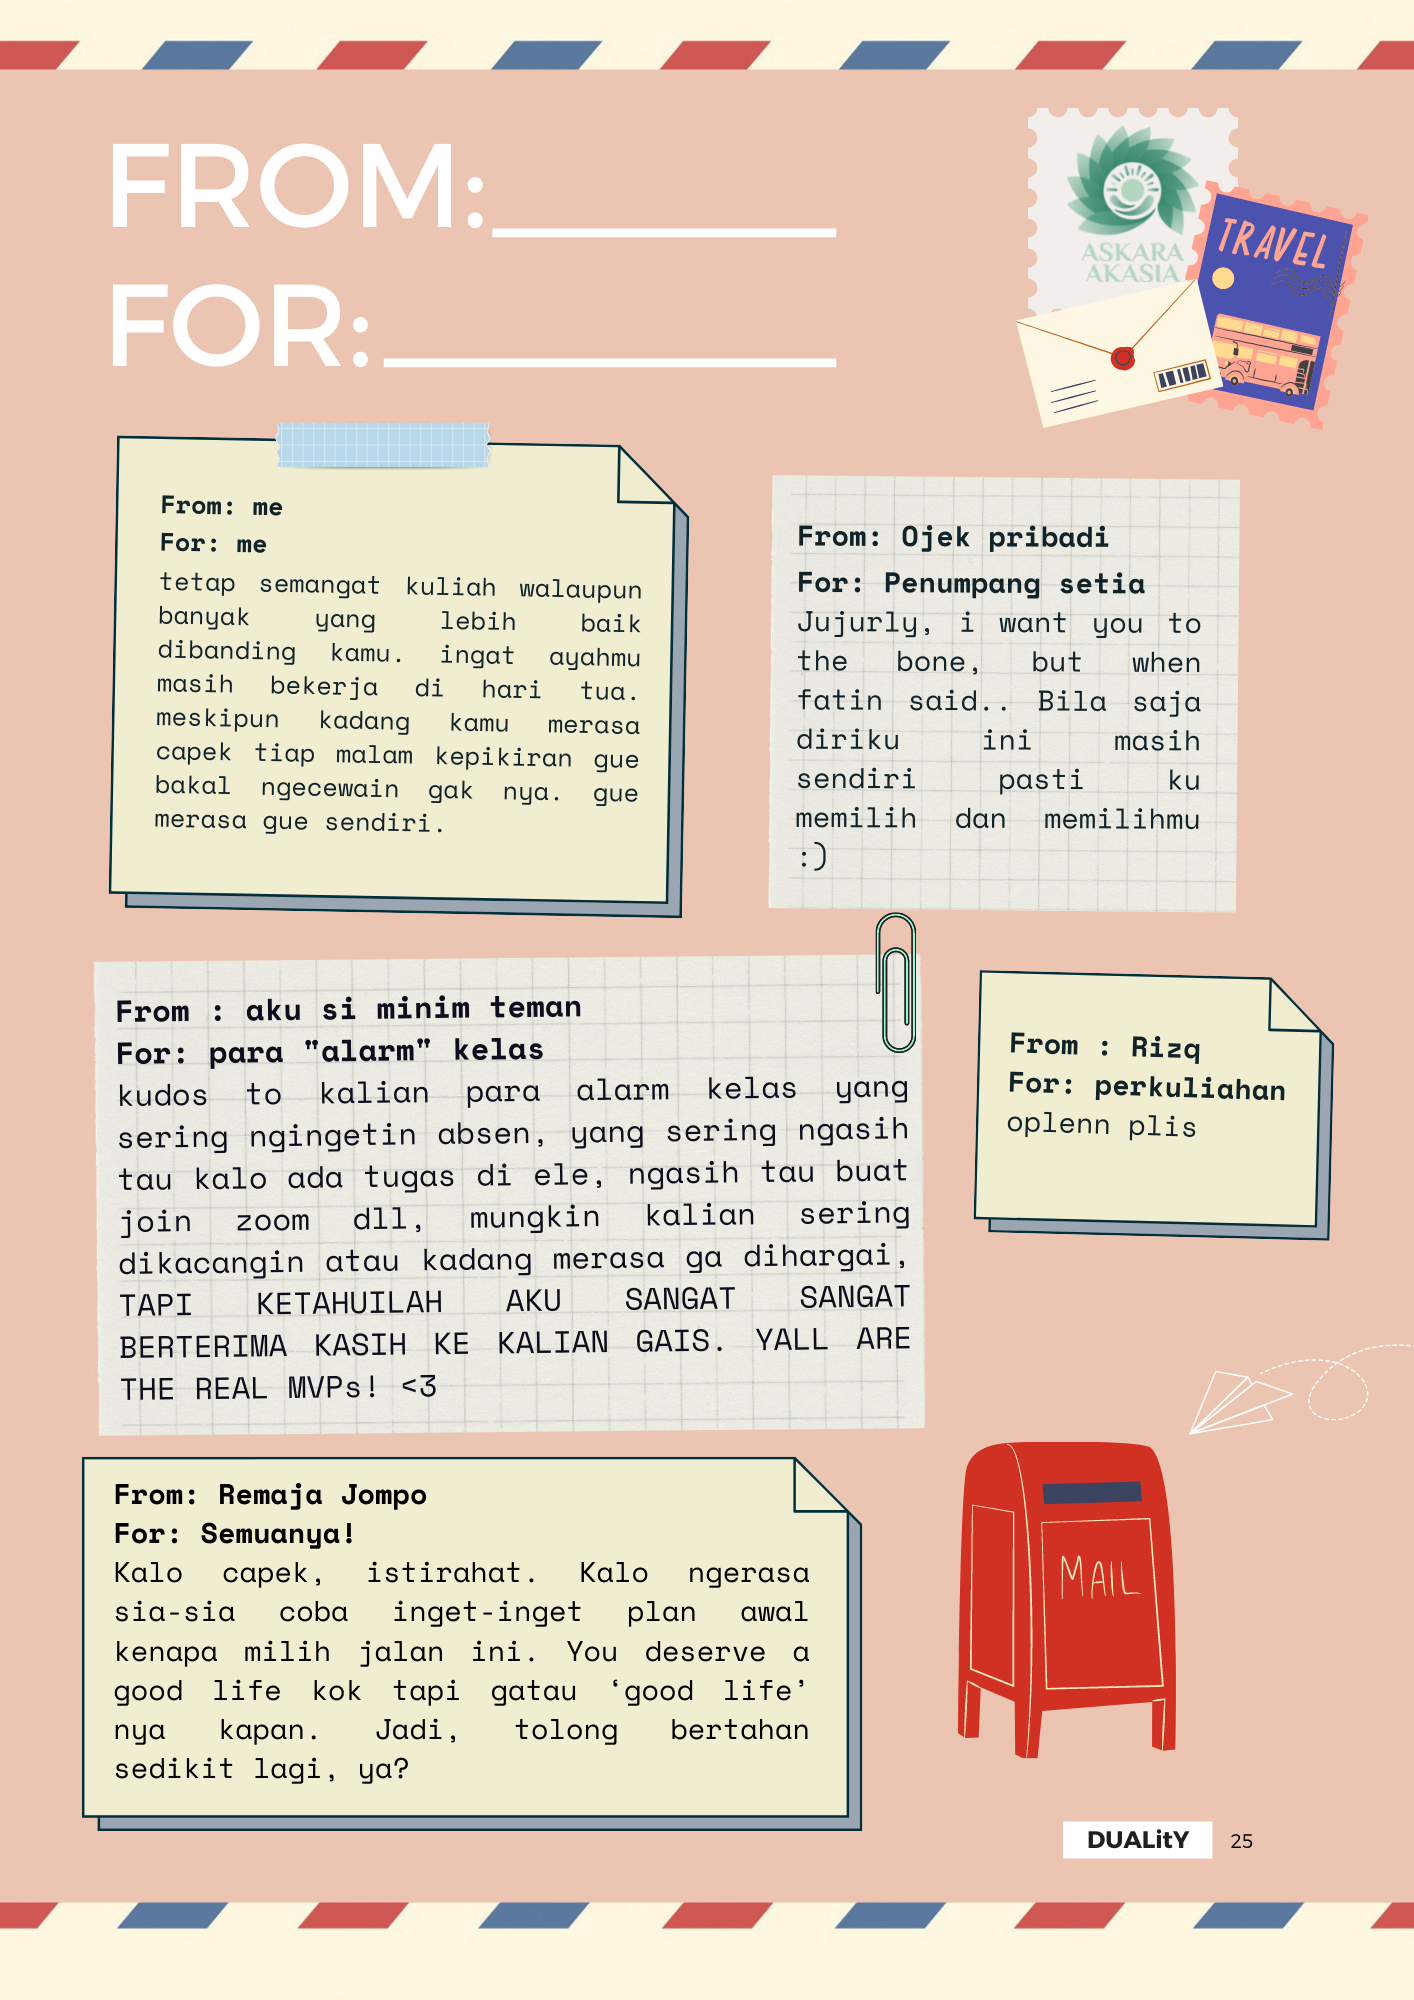 FROM:
FOR:
ASKARA
AKASIA
TRAVEL
From: me
For: me
tetap semangat kuliah walaupun
banyak yang lebih baik
dibanding kamu. ingat ayahmu
masih bekerja di hari tua.
meskipun kadang kamu merasa
capek tiap malam kepikiran gue
bakal ngecewain gak nya. gue
merasa gue sendiri.
From: Ojek pribadi
For: Penumpang setia
Jujurly, i want you to
the bone, but when
fatin said.. Bila saja
diriku ini masih
sendiri pasti ku
memilih dan memilihmu
:)
From : aku si minim teman
For: para "alarm" kelas
kudos to kalian para alarm kelas yang
sering ngingetin absen, yang sering ngasih
tau kalo ada tugas di ele, ngasih tau buat
join zoom dll, mungkin kalian sering
dikacangin atau kadang merasa ga dihargai,
TAPI KETAHUILAH AKU SANGAT SANGAT
BERTERIMA KASIH KE KALIAN GAIS. YALL ARE
THE REAL MVPs! <3
From : Rizq
For: perkuliahan
oplenn plis
From: Remaja Jompo
For: Semuanya!
Kalo capek, istirahat. Kalo ngerasa
sia-sia coba inget-inget plan awal
kenapa milih jalan ini. You deserve a
good life kok tapi gatau ‘good life’
nya kapan. Jadi, tolong bertahan
sedikit lagi, ya?
MAIL
DUALitY 25